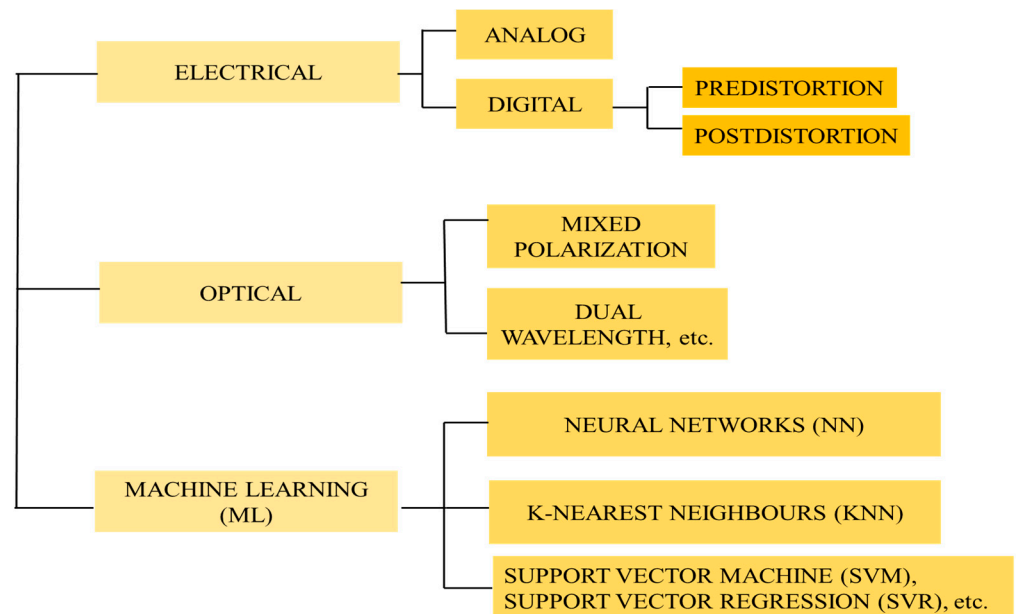 ELECTRICAL
ANALOG
DIGITAL
PREDISTORTION
POSTDISTORTION
OPTICAL
MIXED
POLARIZATION
DUAL
WAVELENGTH, etc.
MACHINE LEARNING
(ML)
NEURAL NETWORKS (NN)
K-NEAREST NEIGHBOURS (KNN)
SUPPORT VECTOR MACHINE (SVM),
SUPPORT VECTOR REGRESSION (SVR), etc.